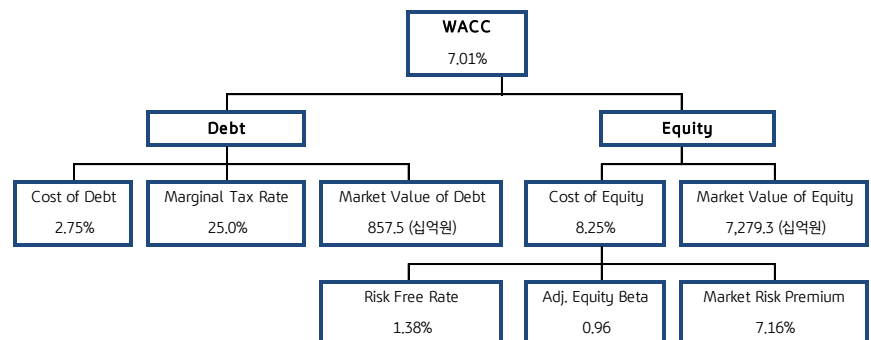 WACC
7.01%
Debt
Equity
Cost of Debt
2.75%
Marginal Tax Rate
25.0%
Market Value of Debt
857.5 (십억원)
Cost of Equity
8.25%
Market Value of Equity
7,279.3 (십억원)
Risk Free Rate
1.38%
Adj. Equity Beta
0.96
Market Risk Premium
7.16%